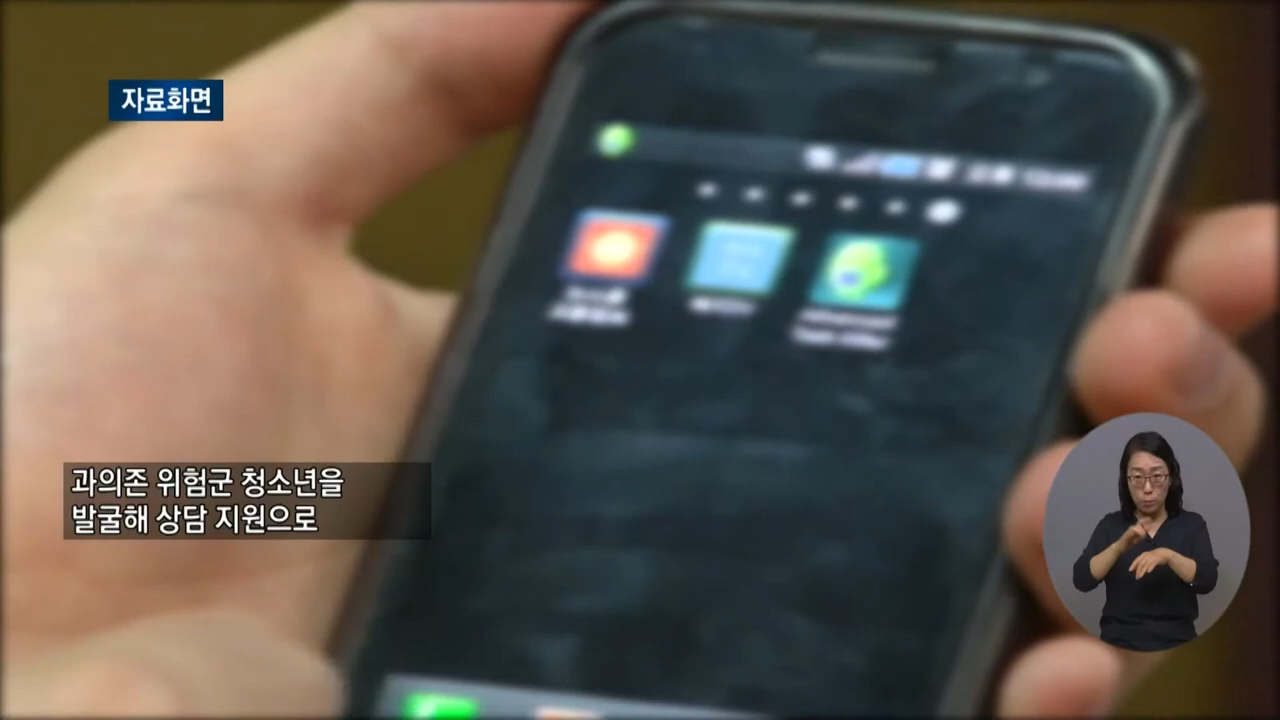 자료화면
과의존 위험군 청소년을
발굴해 상담 지원으로